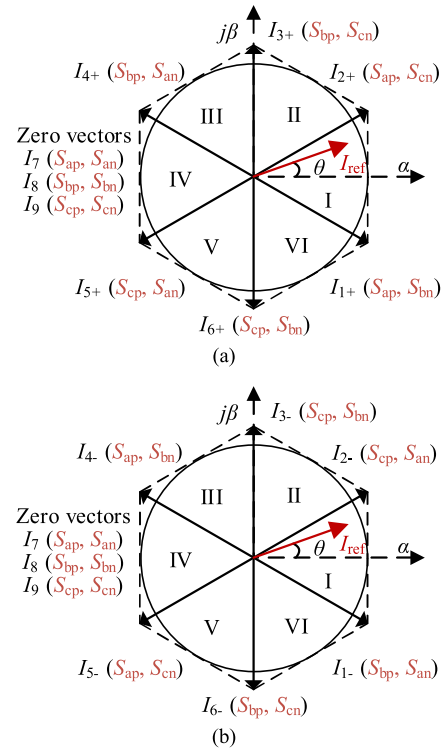 jβ
I3+ (Sbp, Scn)
I4+ (Sbp, San)
I2+ (Sap, Scn)
III
II
Zero vectors
I7 (Sap, San)
I8 (Sbp, Sbn)
I9 (Scp, Scn)
IV
θ
Iref
α
I
V
VI
I5+ (Scp, San)
I1+ (Sap, Sbn)
I6+ (Scp, Sbn)
(a)
jβ
I3- (Scp, Sbn)
I4- (Sap, Sbn)
I2- (Scp, San)
III
II
Zero vectors
I7 (Sap, San)
I8 (Sbp, Sbn)
I9 (Scp, Scn)
IV
θ
Iref
α
I
V
VI
I5- (Sap, Scn)
I1- (Sbp, San)
I6- (Sbp, Scn)
(b)